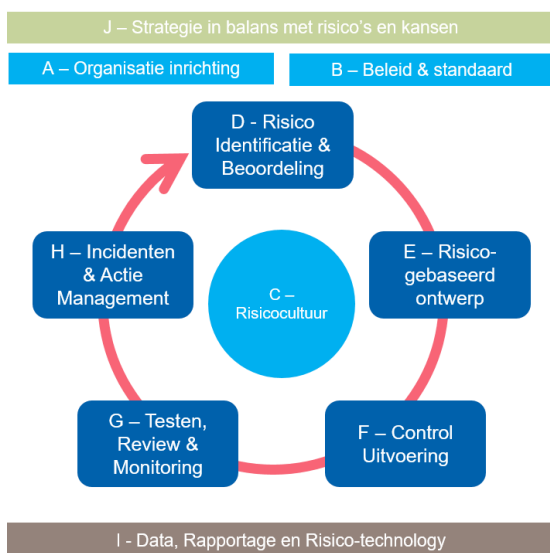 J – Strategie in balans met risico's en kansen
A – Organisatie inrichting
B – Beleid & standaard
D - Risico
Identificatie &
Beoordeling
H – Incidenten
& Actie
Management
E – Risico-
gebaseerd
ontwerp
C –
Risicocultuur
G – Testen,
Review &
Monitoring
F – Control
Uitvoering
I - Data, Rapportage en Risico-technology